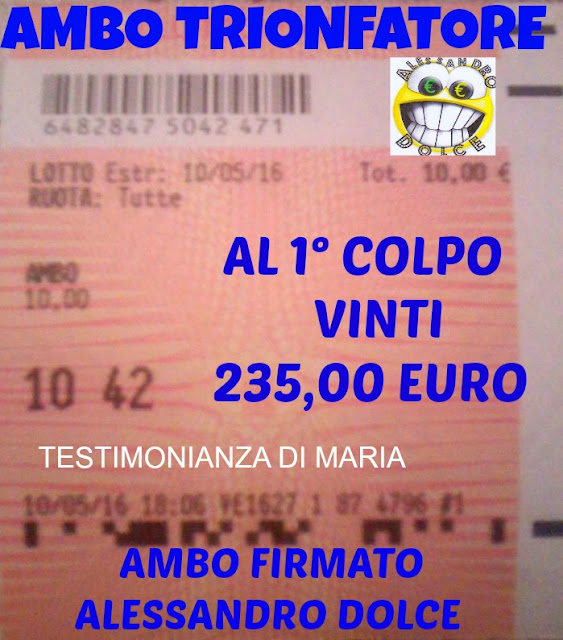 AMBO TRIONFATORE
ALESSANDRO
€ €
DOLCE
6482847 5042 471
LOTTO Estr: 10/05/16 Tot. 10,00 €
RUOTA: Tutte
AL 1° COLPO
AMBO
10,00
VINTI
10 42
235,00 EURO
TESTIMONIANZA DI MARIA
10/05/16 18:06 VE1627 1 87 4796 #1
AMBO FIRMATO
ALESSANDRO DOLCE